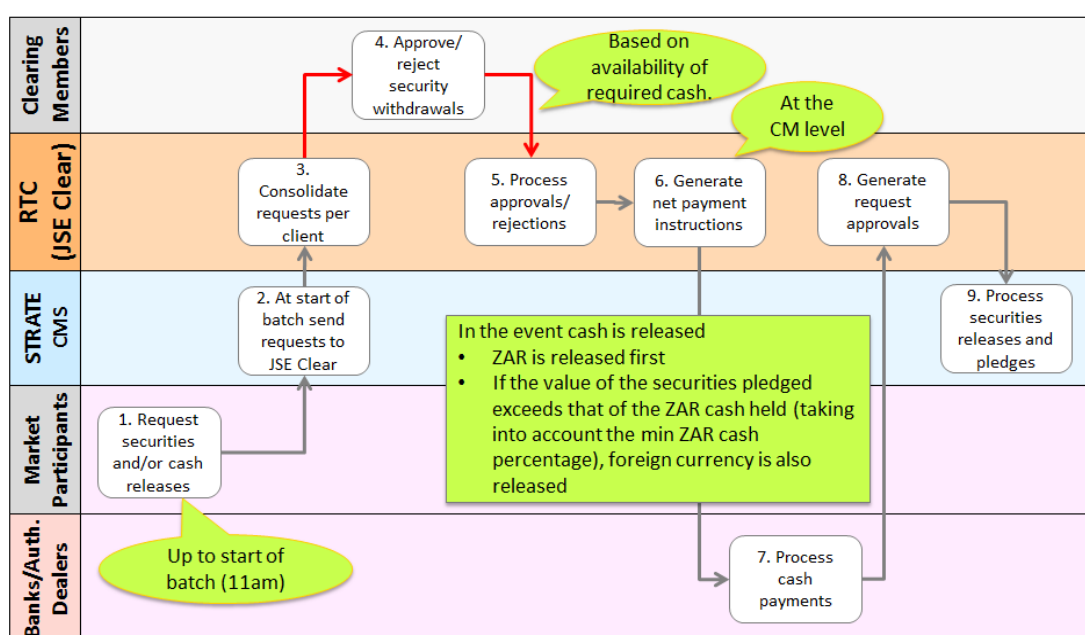 Clearing
Members
4. Approve/
reject
security
withdrawals
Based on
availability of
required cash.
At the
CM level
RTC
(JSE Clear)
3.
Consolidate
requests per
client
5. Process
approvals/
rejections
6. Generate
net payment
instructions
8. Generate
request
approvals
STRATE
CMS
2. At start of
batch send
requests to
JSE Clear
9. Process
securities
releases and
pledges
In the event cash is released
• ZAR is released first
• If the value of the securities pledged
exceeds that of the ZAR cash held (taking
into account the min ZAR cash
percentage), foreign currency is also
released
Market
Participants
1. Request
securities
and/or cash
releases
Banks/Auth.
Dealers
Up to start of
batch (11am)
7. Process
cash
payments